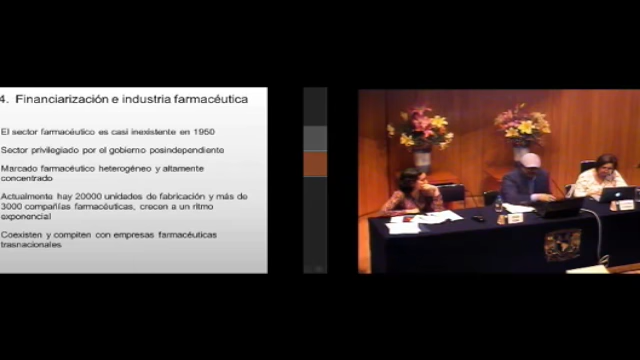 4. Financiarización e industria farmacéutica
El sector farmacéutico es casi inexistente en 1950
Sector privilegiado por el gobierno posindependiente
Marcado farmacéutico heterogéneo y altamente
concentrado
Actualmente hay 20000 unidades de fabricación y más de
3000 compañías farmacéuticas, crecen a un ritmo
exponencial
Coexisten y compiten con empresas farmacéuticas
trasnacionales